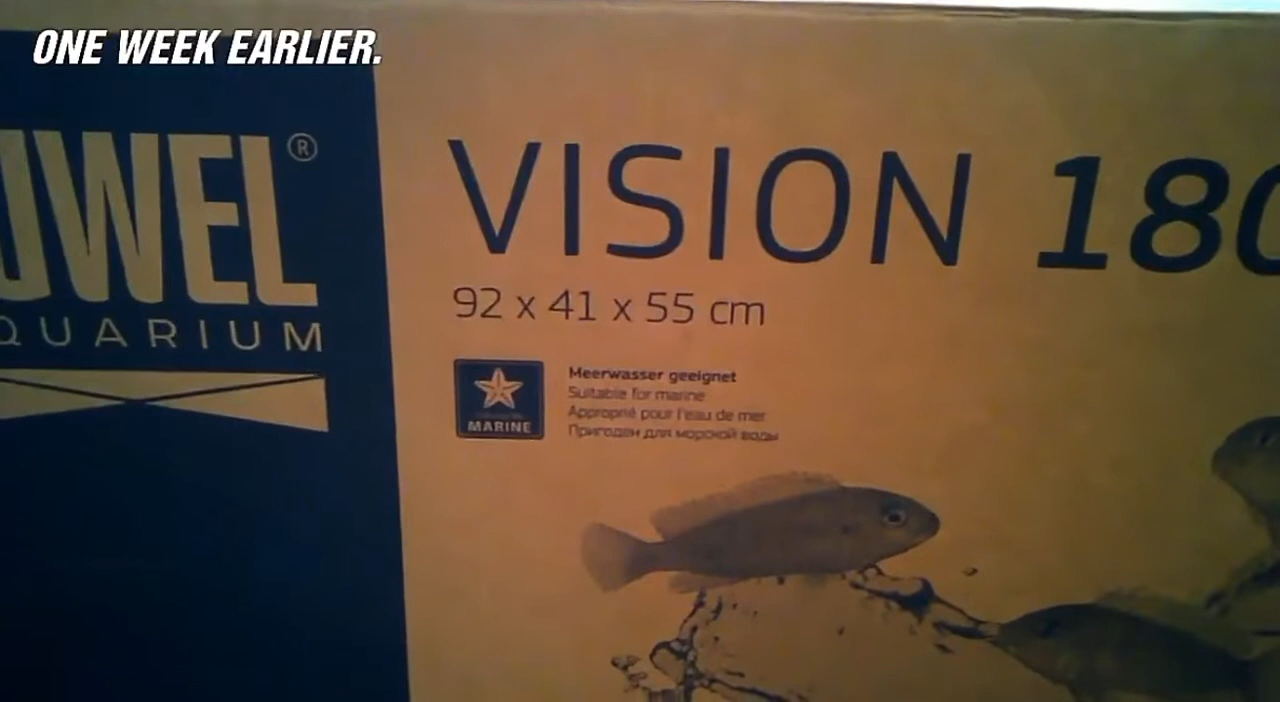 ONE WEEK EARLIER.
UWEL®
QUARIUM
VISION 180
92 x 41 x 55 cm
MARINE
Meerwasser geeignet
Suitable for marine
Approprié pour l'eau de mer
Пригоден для морской воды